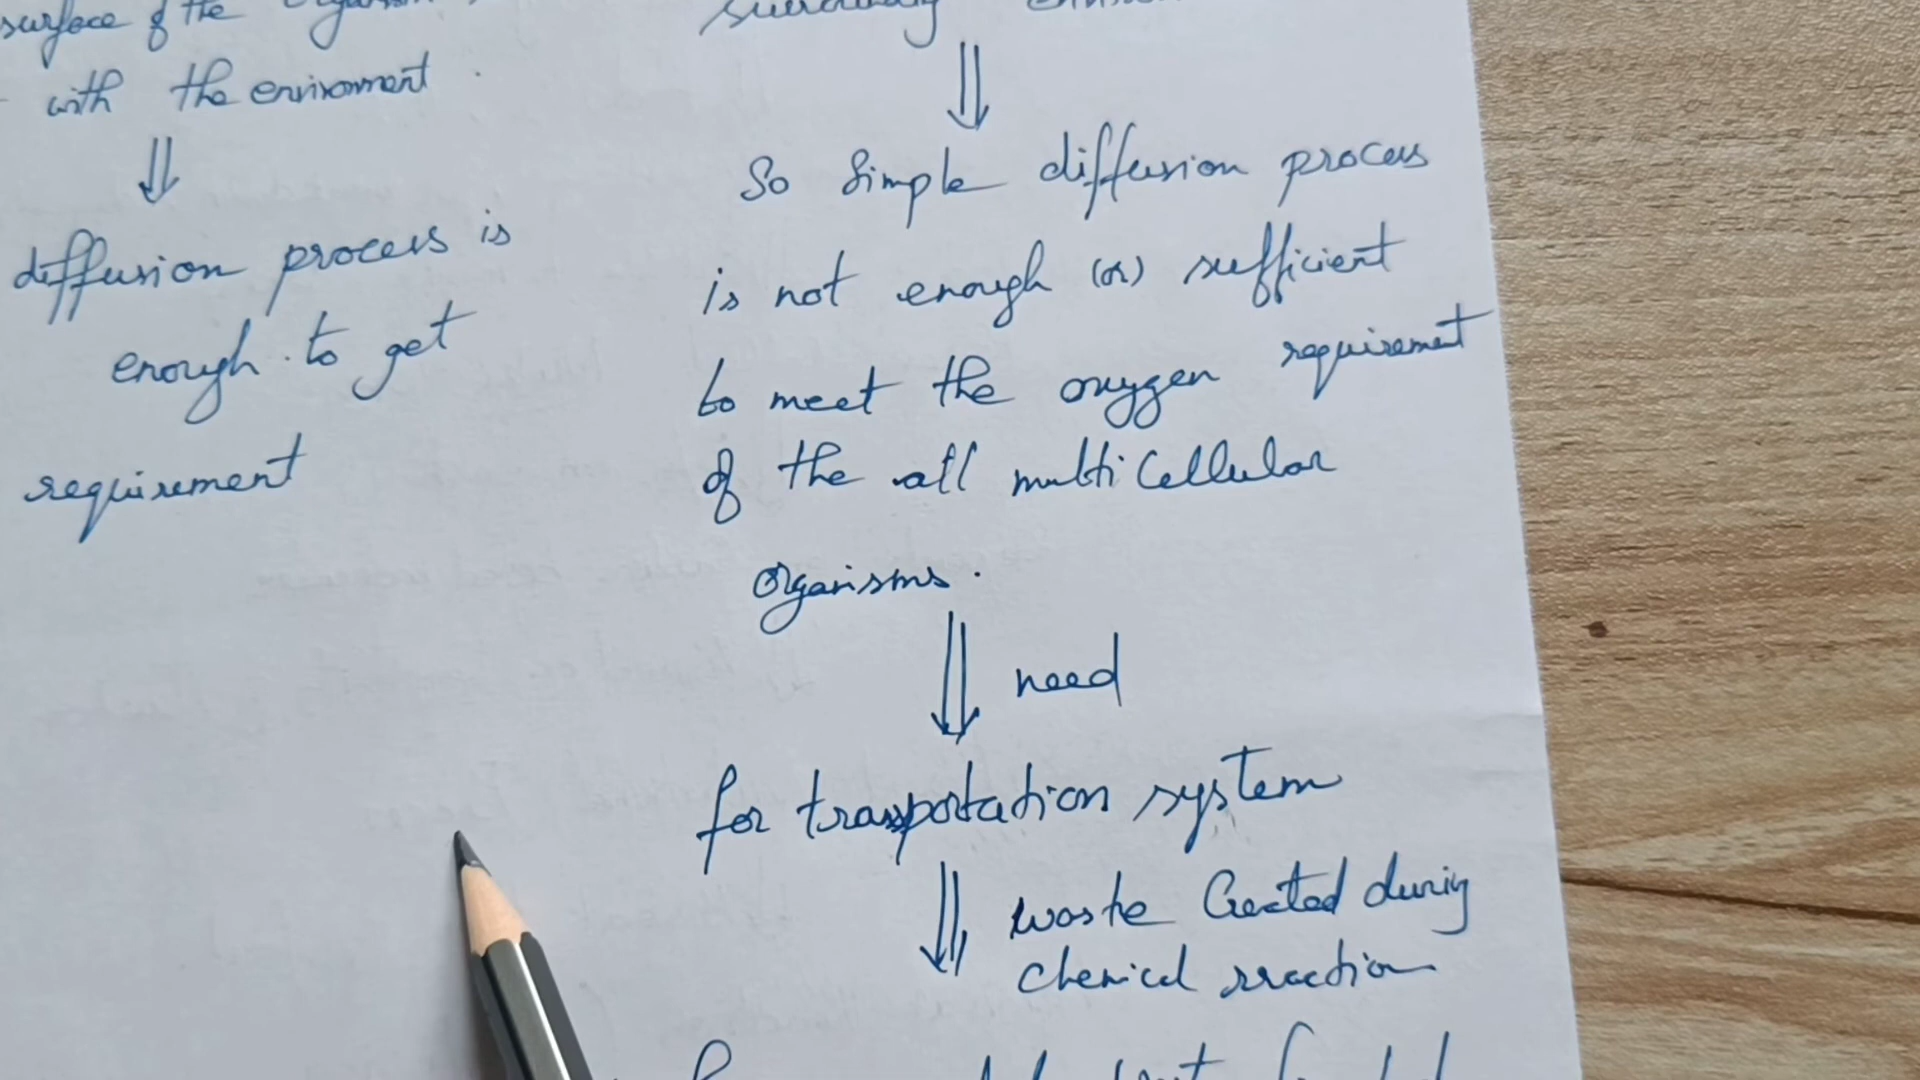 surface of the organism
with the enviroment.
⇓
diffusion process is
enough to get
requirement
⇓
So Simple diffusion process
is not enough (or) sufficient
to meet the oxygen requirement
of the all multicellular
organisms.
⇓ need
for trasportation system
⇓ waste Created during
chemical reaction